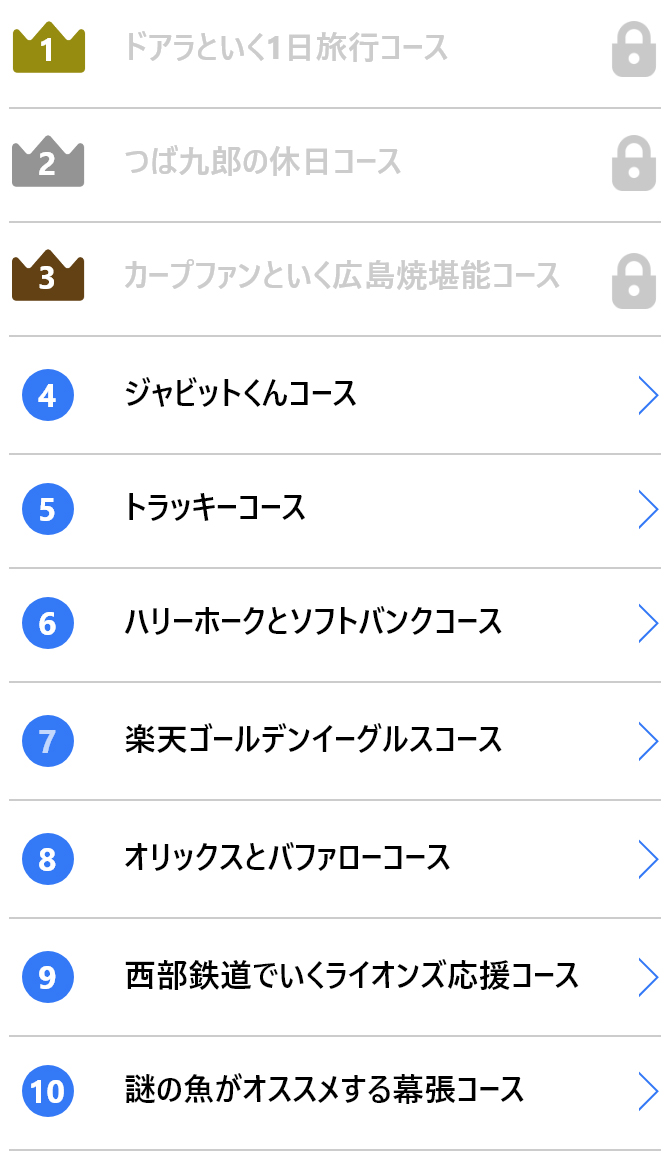 1 ドアラといく1日旅行コース
2 つば九郎の休日コース
3 カープファンといく広島焼堪能コース
4 ジャビットくんコース
5 トラッキーコース
6 ハリーホークとソフトバンクコース
7 楽天ゴールデンイーグルスコース
8 オリックスとバファローコース
9 西部鉄道でいくライオンズ応援コース
10 謎の魚がオススメする幕張コース